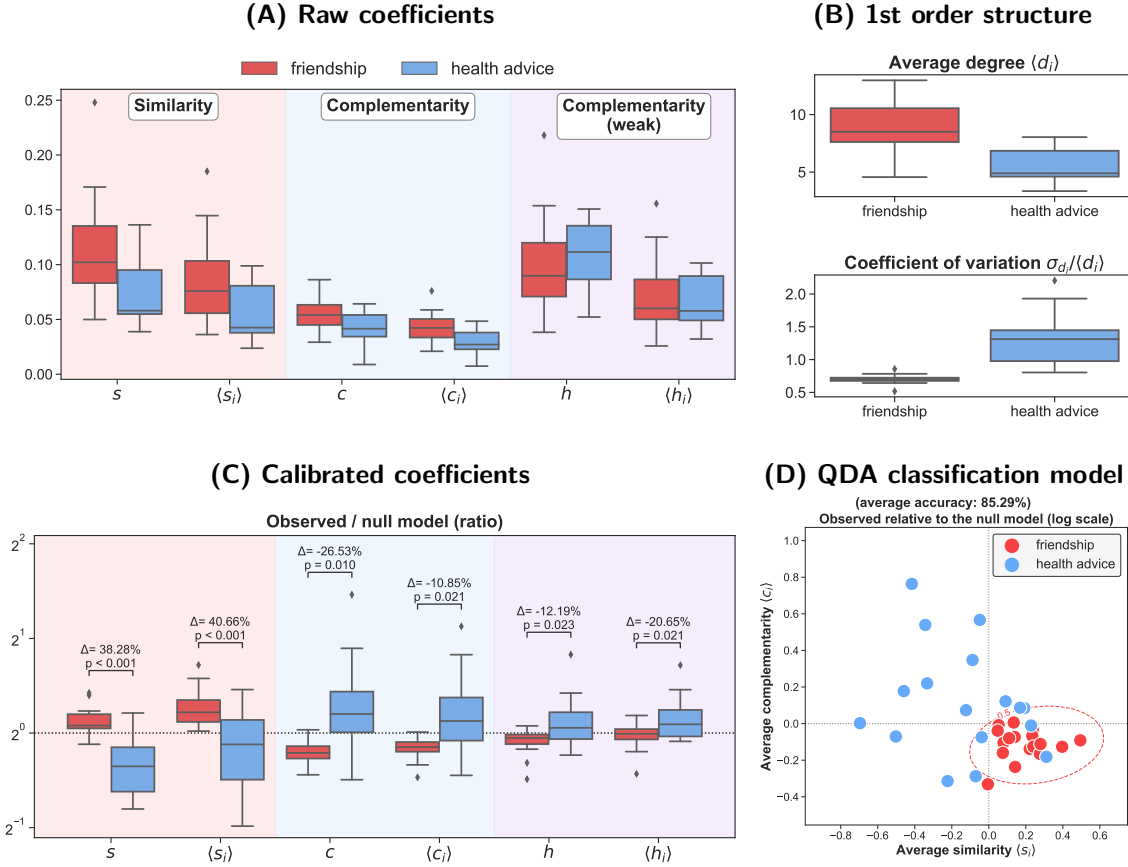 (A) Raw coefficients
friendship
health advice
Similarity
Complementarity
Complementarity
(weak)
0.25
0.20
0.15
0.10
0.05
0.00
s
⟨s_i⟩
c
⟨c_i⟩
h
⟨h_i⟩
(B) 1st order structure
Average degree ⟨d_i⟩
10
5
friendship
health advice
Coefficient of variation σ_{d_i}/⟨d_i⟩
2.0
1.5
1.0
0.5
friendship
health advice
(C) Calibrated coefficients
Observed / null model (ratio)
2^2
2^1
2^0
2^{-1}
Δ= 38.28%
p < 0.001
Δ= 40.66%
p < 0.001
Δ= -26.53%
p = 0.010
Δ= -10.85%
p = 0.021
Δ= -12.19%
p = 0.023
Δ= -20.65%
p = 0.021
s
⟨s_i⟩
c
⟨c_i⟩
h
⟨h_i⟩
(D) QDA classification model
(average accuracy: 85.29%)
Observed relative to the null model (log scale)
friendship
health advice
Average complementarity ⟨c_i⟩
1.0
0.8
0.6
0.4
0.2
0.0
−0.2
−0.4
0.5
−0.8
−0.6
−0.4
−0.2
0.0
0.2
0.4
0.6
Average similarity ⟨s_i⟩